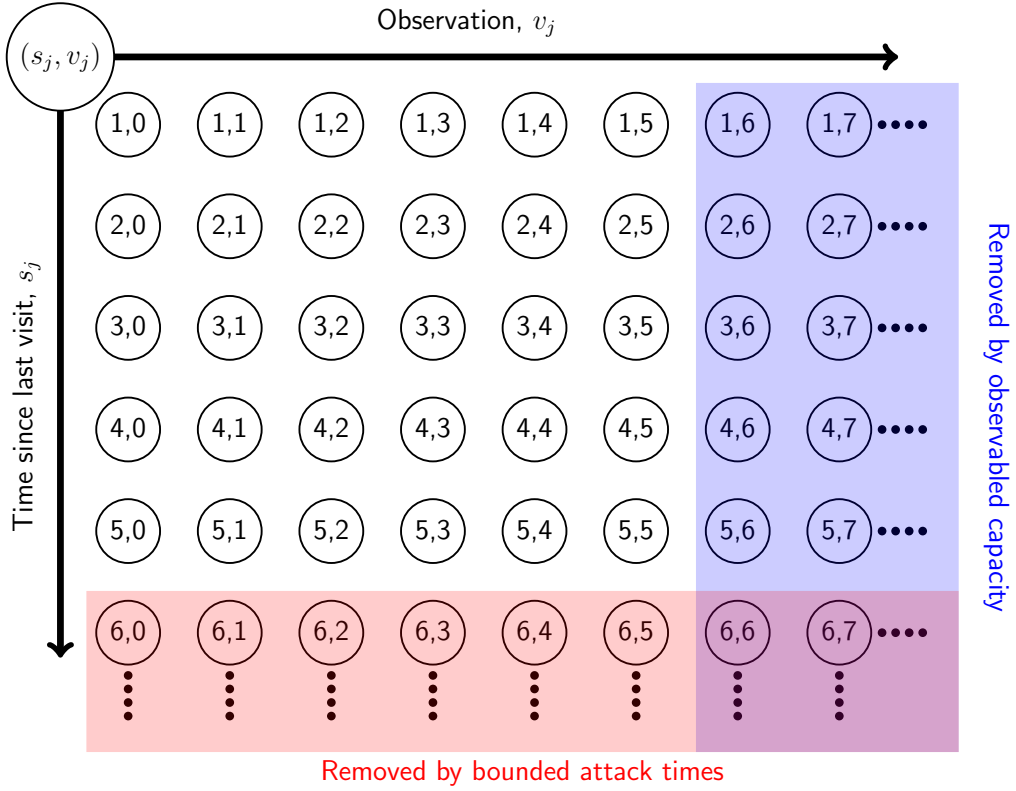 Observation, v_j
(s_j, v_j)
1,0 1,1 1,2 1,3 1,4 1,5 1,6 1,7
2,0 2,1 2,2 2,3 2,4 2,5 2,6 2,7
3,0 3,1 3,2 3,3 3,4 3,5 3,6 3,7
4,0 4,1 4,2 4,3 4,4 4,5 4,6 4,7
5,0 5,1 5,2 5,3 5,4 5,5 5,6 5,7
6,0 6,1 6,2 6,3 6,4 6,5 6,6 6,7
Time since last visit, s_j
Removed by observabled capacity
Removed by bounded attack times